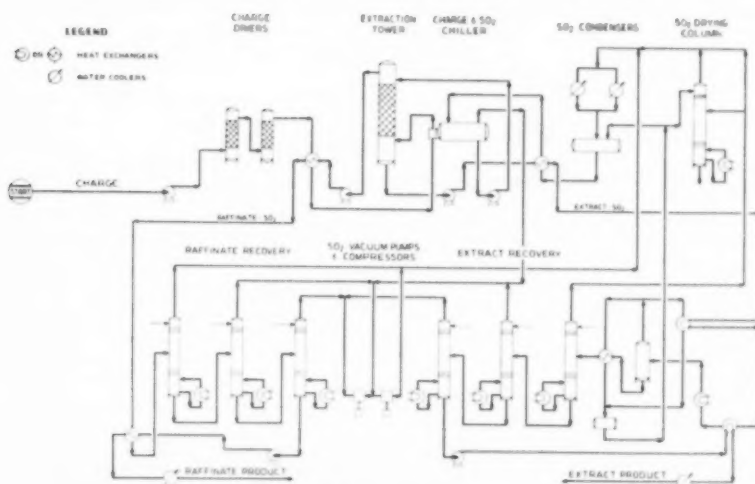 LEGEND
HEAT EXCHANGERS
WATER COOLERS
CHARGE
DRIERS
EXTRACTION
TOWER
CHARGE & SO₂
CHILLER
SO₂ CONDENSERS
SO₂ DRYING
COLUMN
CHARGE
RAFFINATE-SO₂
EXTRACT-SO₂
RAFFINATE RECOVERY
SO₂ VACUUM PUMPS
& COMPRESSORS
EXTRACT RECOVERY
RAFFINATE PRODUCT
EXTRACT PRODUCT